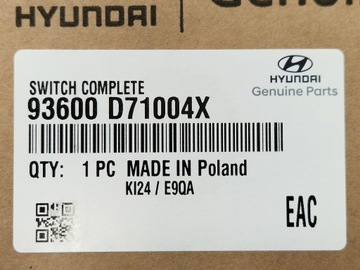 HYUNDAI
HYUNDAI
Genuine Parts
SWITCH COMPLETE
93600 D71004X
QTY: 1 PC MADE IN Poland
KI24 / E9QA
EAC